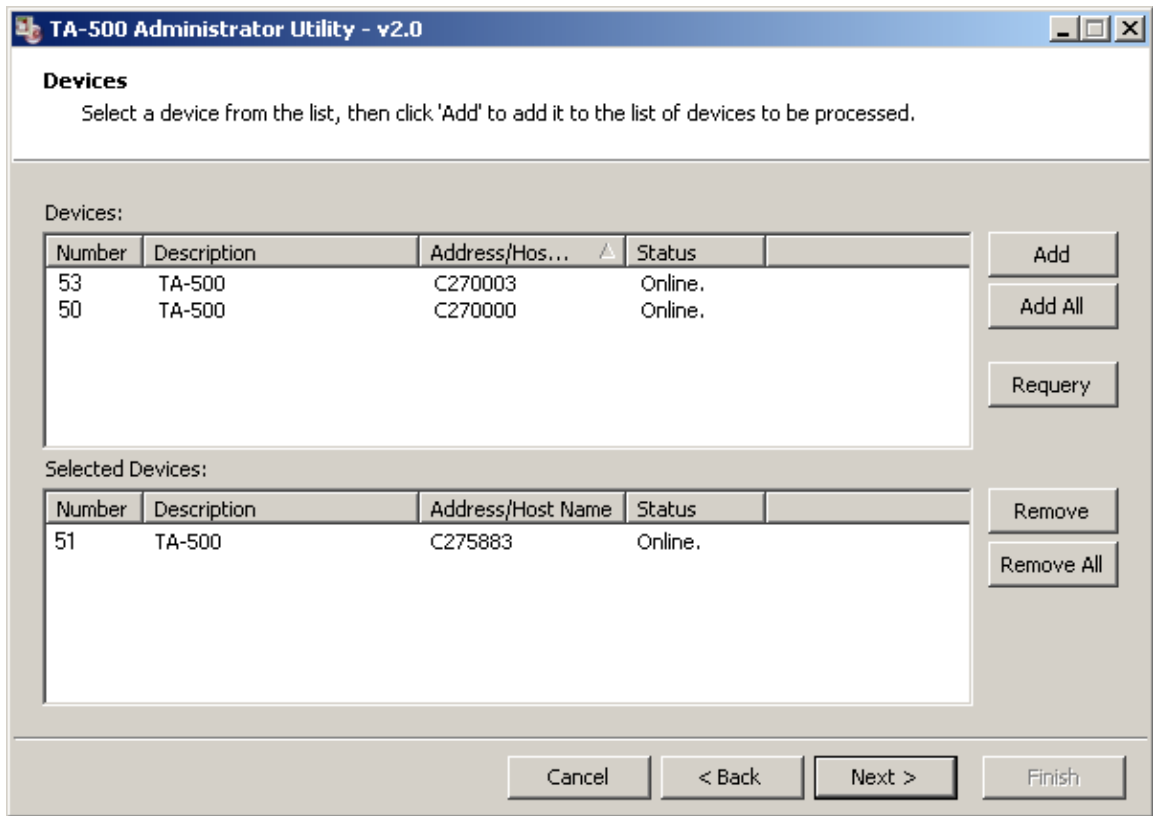 TA-500 Administrator Utility - v2.0
Devices
Select a device from the list, then click 'Add' to add it to the list of devices to be processed.
Devices:
Number Description Address/Hos... Status
53 TA-500 C270003 Online.
50 TA-500 C270000 Online.
Add
Add All
Requery
Selected Devices:
Number Description Address/Host Name Status
51 TA-500 C275883 Online.
Remove
Remove All
Cancel < Back Next > Finish